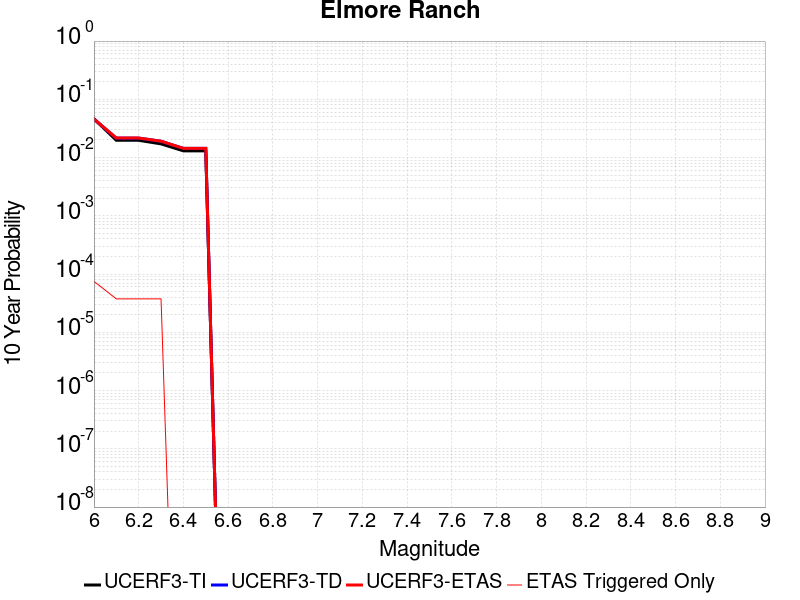 Elmore Ranch
10 0
10 -1
10 -2
10 -3
10 -4
10 -5
10 -6
10 -7
10 -8
10 Year Probability
6 6.2 6.4 6.6 6.8 7 7.2 7.4 7.6 7.8 8 8.2 8.4 8.6 8.8 9
Magnitude
UCERF3-TI UCERF3-TD UCERF3-ETAS ETAS Triggered Only